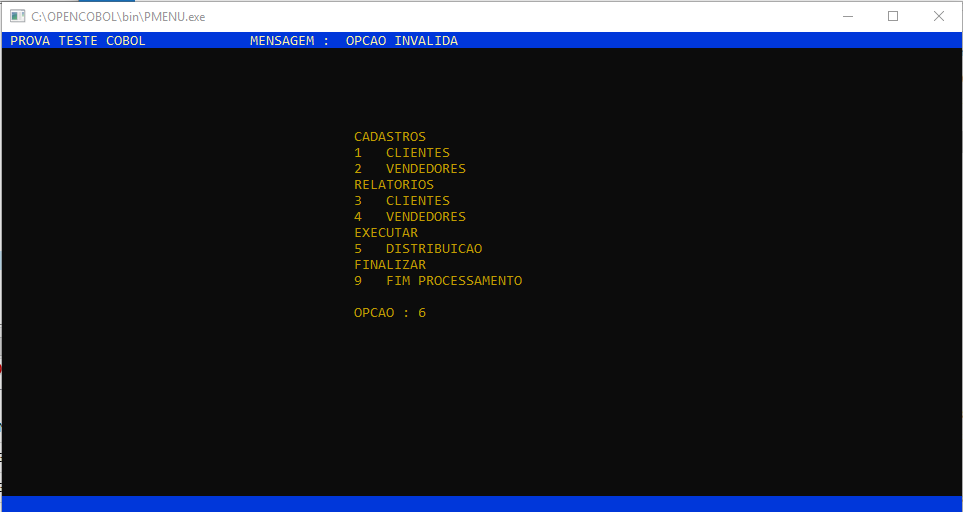 C:\OPENCOBOL\bin\PMENU.exe
PROVA TESTE COBOL MENSAGEM : OPCAO INVALIDA
CADASTROS
1 CLIENTES
2 VENDEDORES
RELATORIOS
3 CLIENTES
4 VENDEDORES
EXECUTAR
5 DISTRIBUICAO
FINALIZAR
9 FIM PROCESSAMENTO
OPCAO : 6